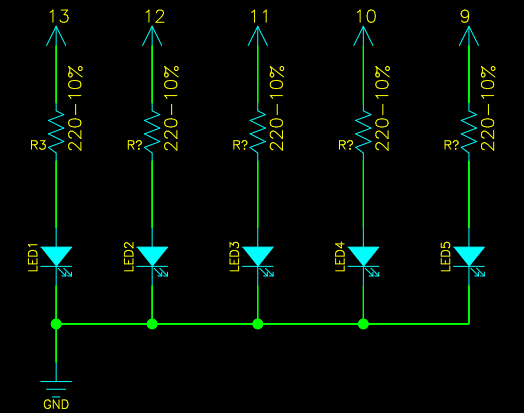 13 12 11 10 9
220-10% 220-10% 220-10% 220-10% 220-10%
R3 R? R? R? R?
LED1 LED2 LED3 LED4 LED5
GND